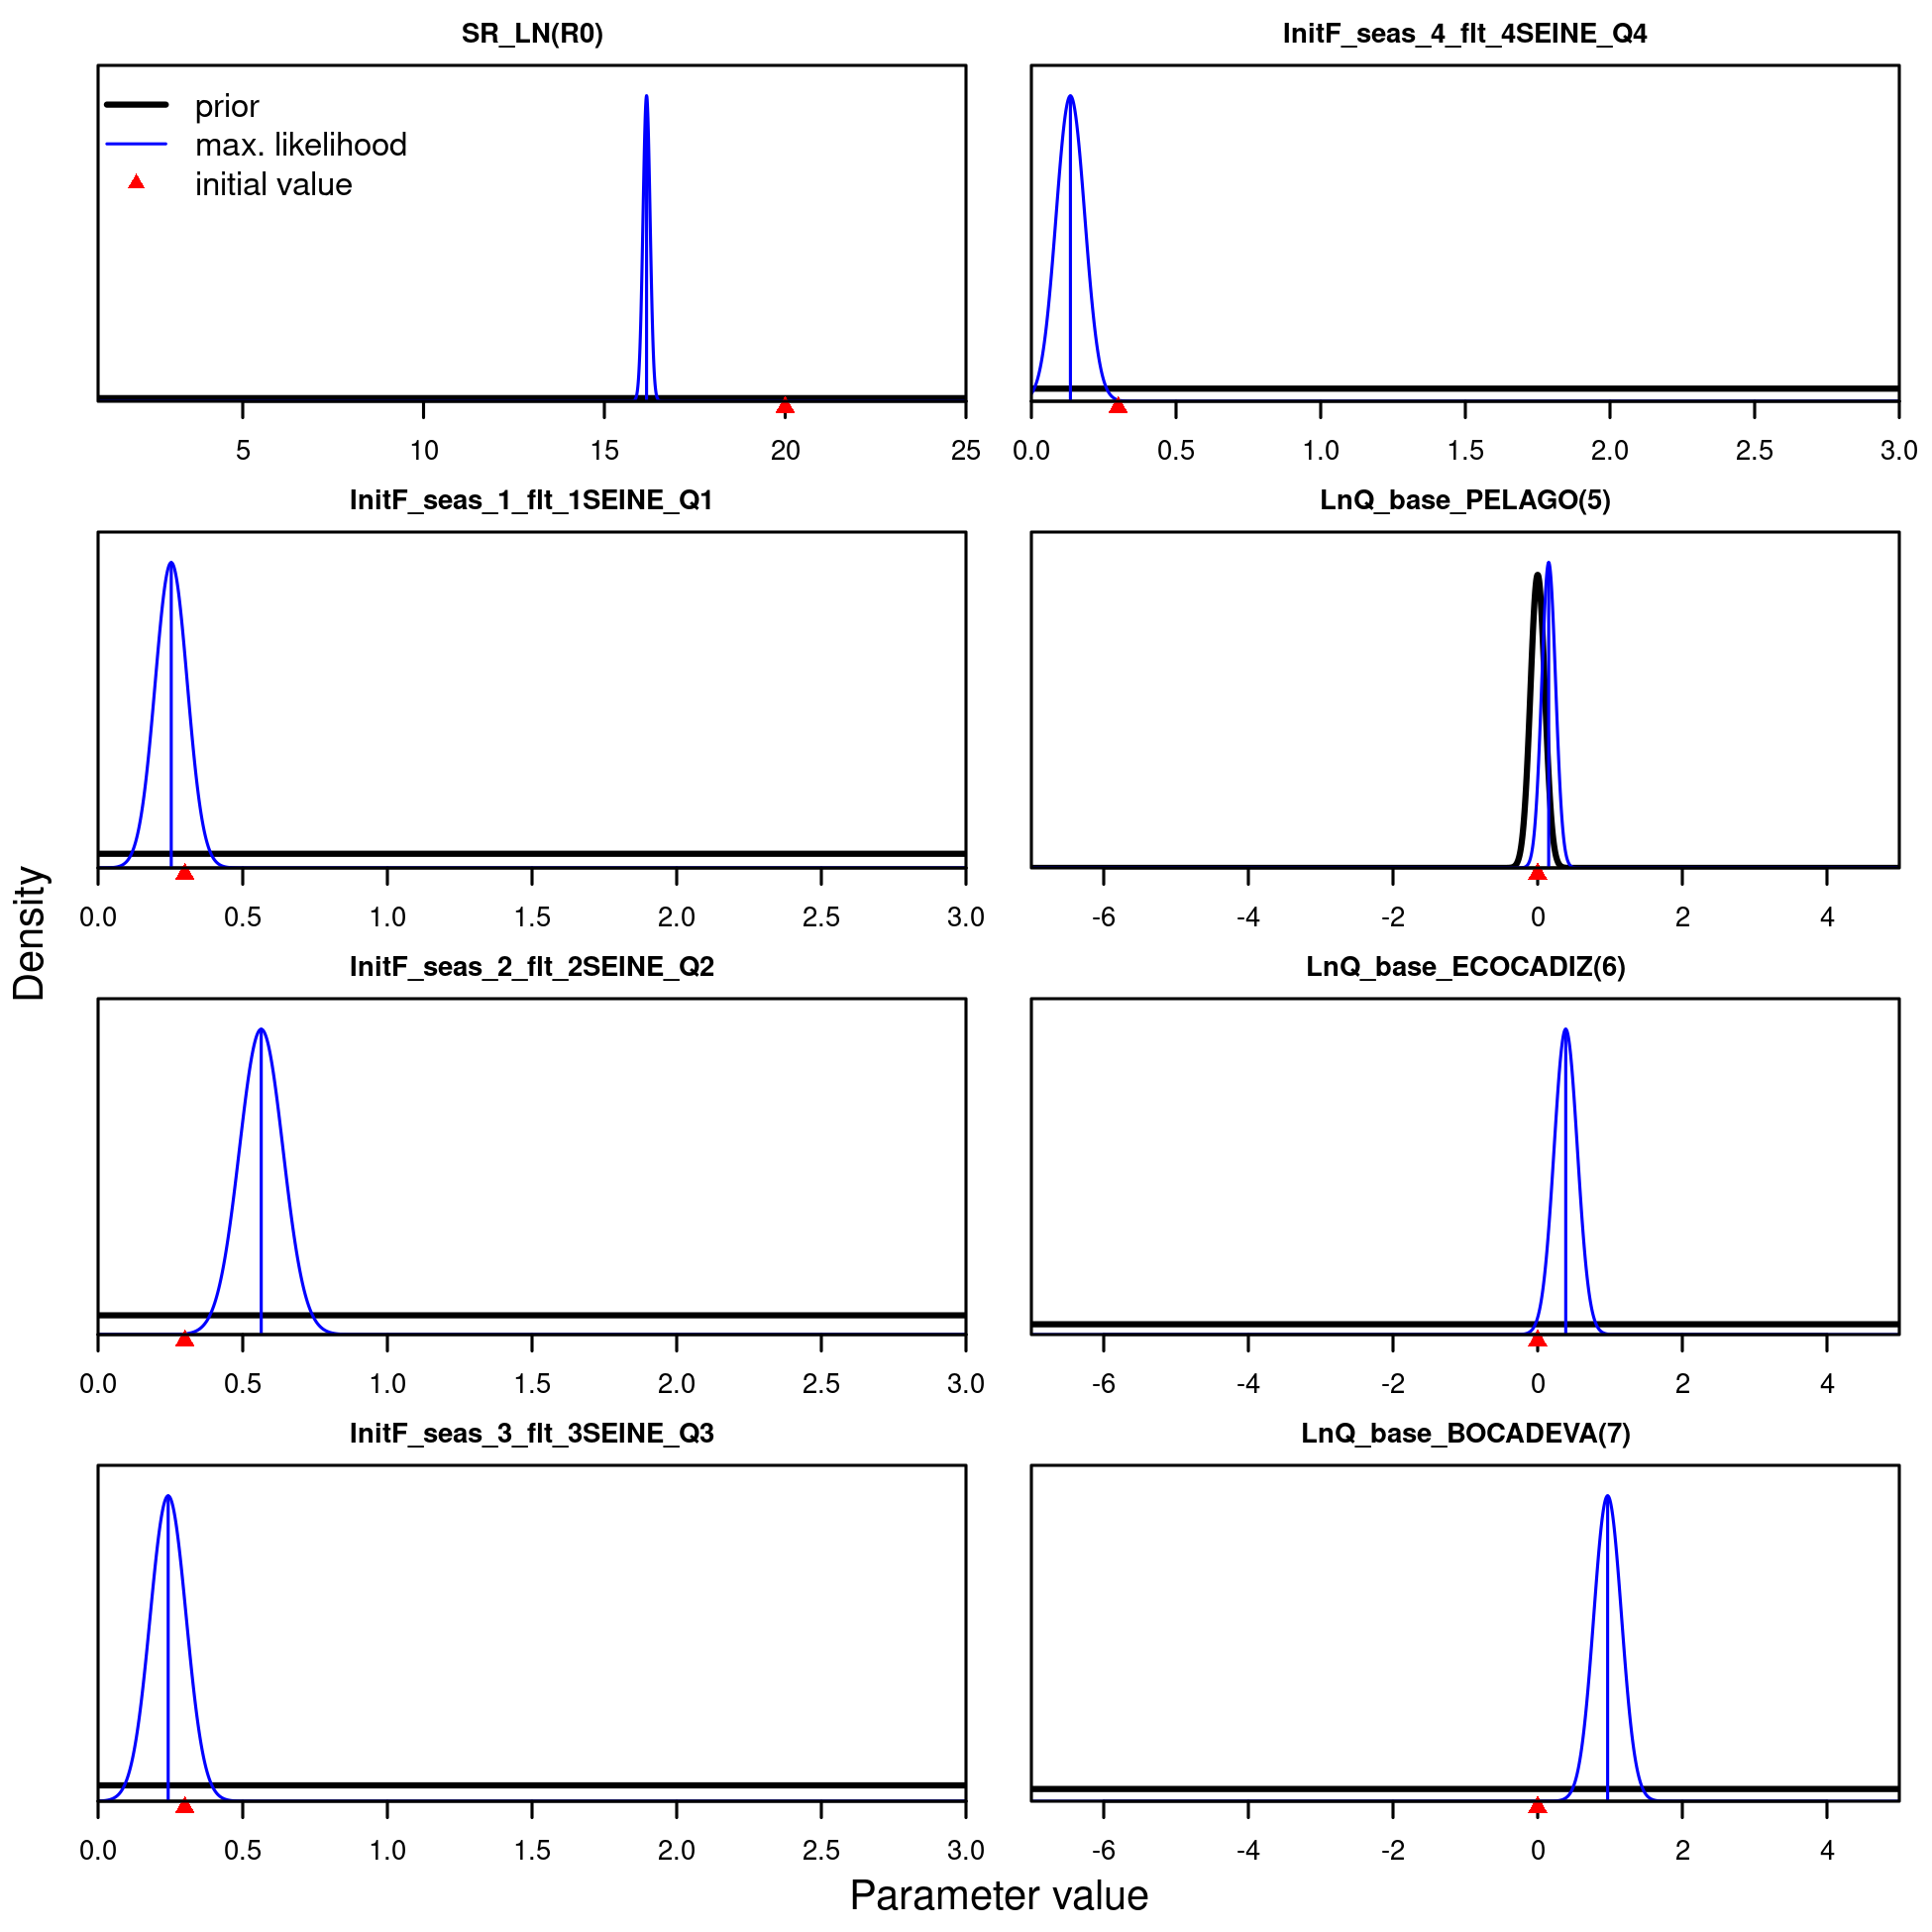 SR_LN(R0)
prior
max. likelihood
initial value
5 10 15 20 25
InitF_seas_4_flt_4SEINE_Q4
0.0 0.5 1.0 1.5 2.0 2.5 3.0
InitF_seas_1_flt_1SEINE_Q1
0.0 0.5 1.0 1.5 2.0 2.5 3.0
LnQ_base_PELAGO(5)
-6 -4 -2 0 2 4
InitF_seas_2_flt_2SEINE_Q2
0.0 0.5 1.0 1.5 2.0 2.5 3.0
LnQ_base_ECOCADIZ(6)
-6 -4 -2 0 2 4
InitF_seas_3_flt_3SEINE_Q3
0.0 0.5 1.0 1.5 2.0 2.5 3.0
LnQ_base_BOCADEVA(7)
-6 -4 -2 0 2 4
Density
Parameter value